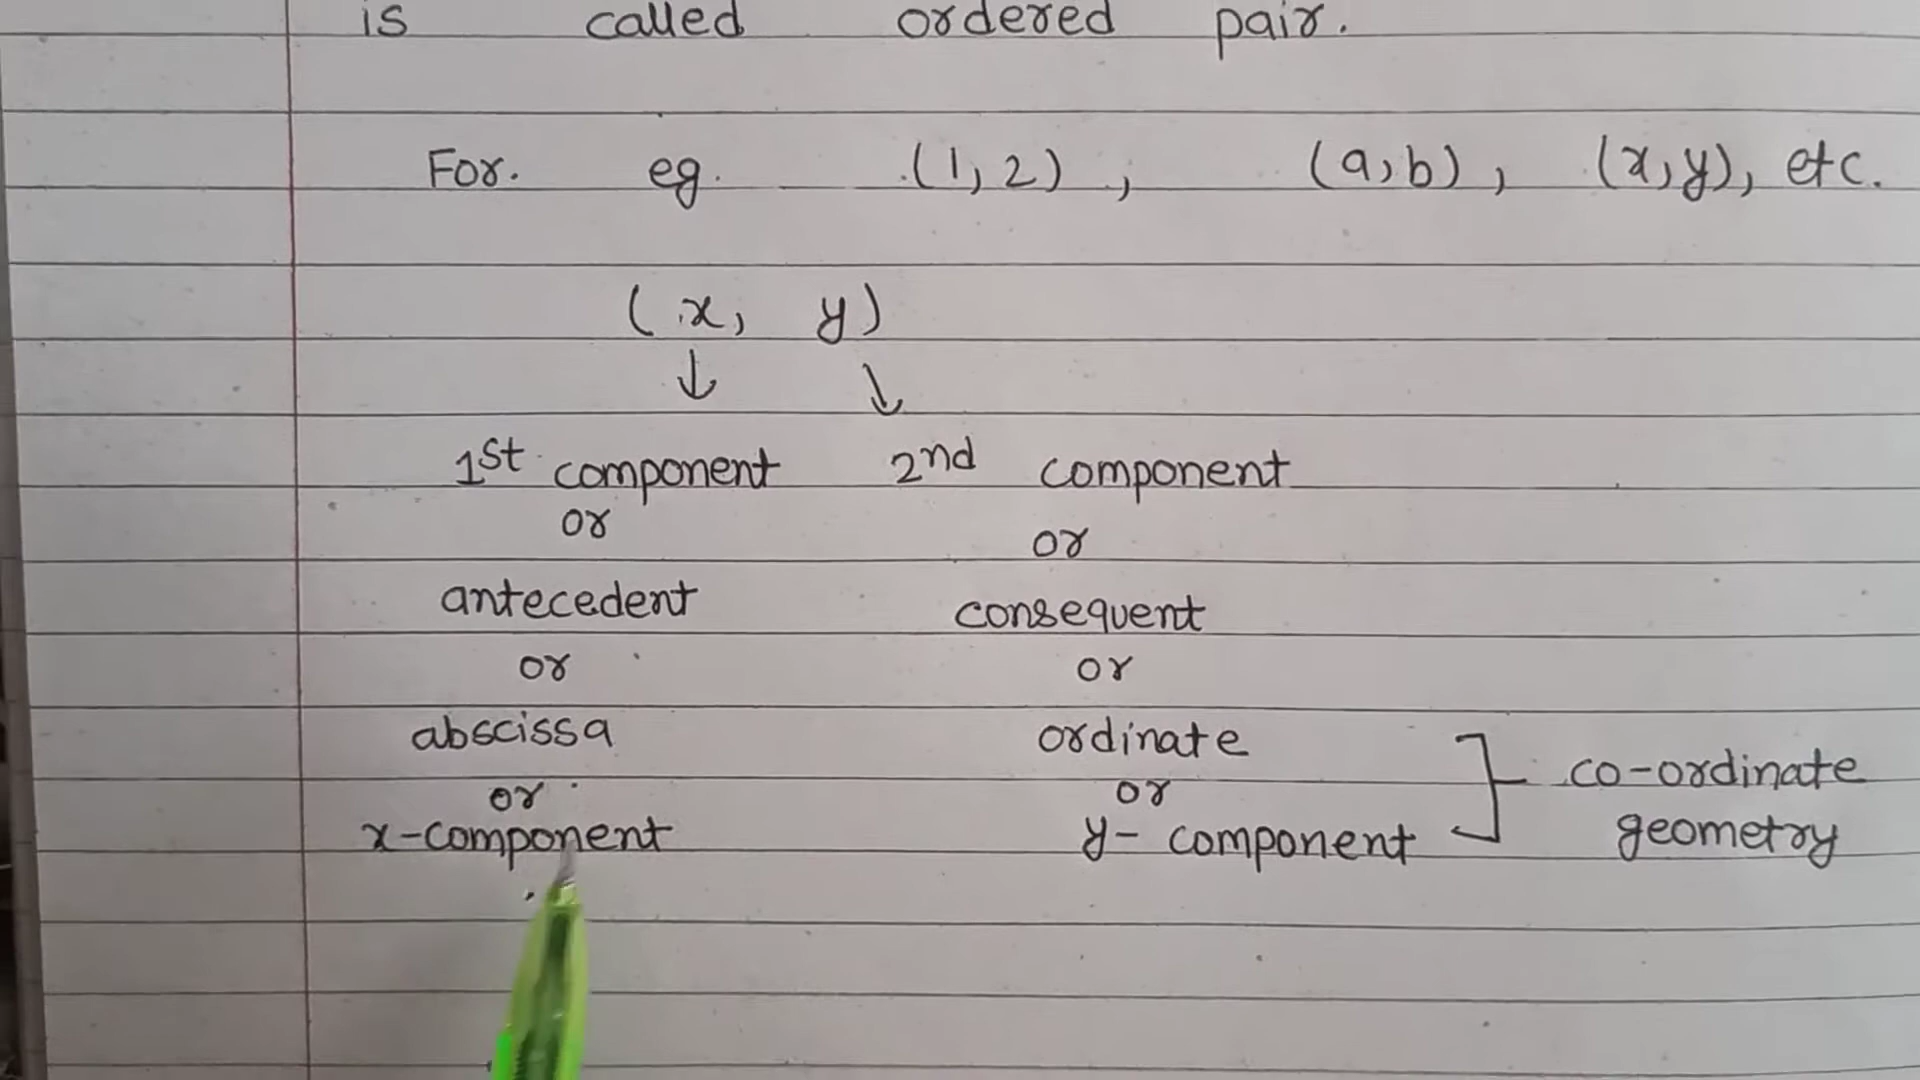 is called ordered pair.
For. eg. (1,2), (a,b), (x,y), etc.
(x, y)
↓ ↓
1st component 2nd component
or or
antecedent consequent
or or
abscissa ordinate
or or
x-component y-component
co-ordinate
geometry